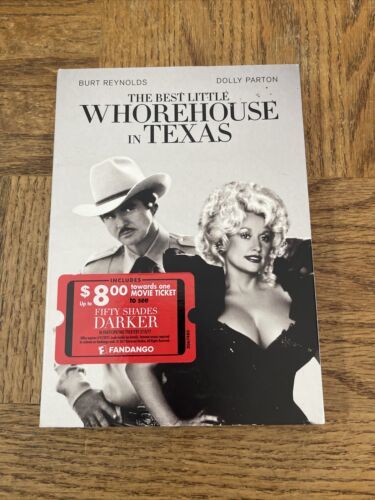 BURT REYNOLDS DOLLY PARTON
THE BEST LITTLE
WHOREHOUSE
IN TEXAS
INCLUDES
Up to $8.00 towards one
MOVIE TICKET
to see
FIFTY SHADES
DARKER
FANDANGO